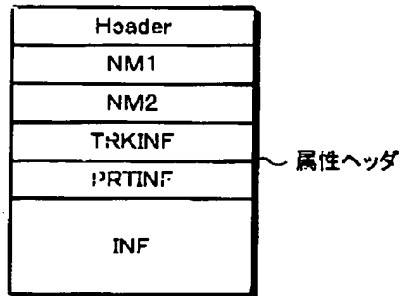 Header
NM1
NM2
TRKINF
PRTINF
属性ヘッダ
INF